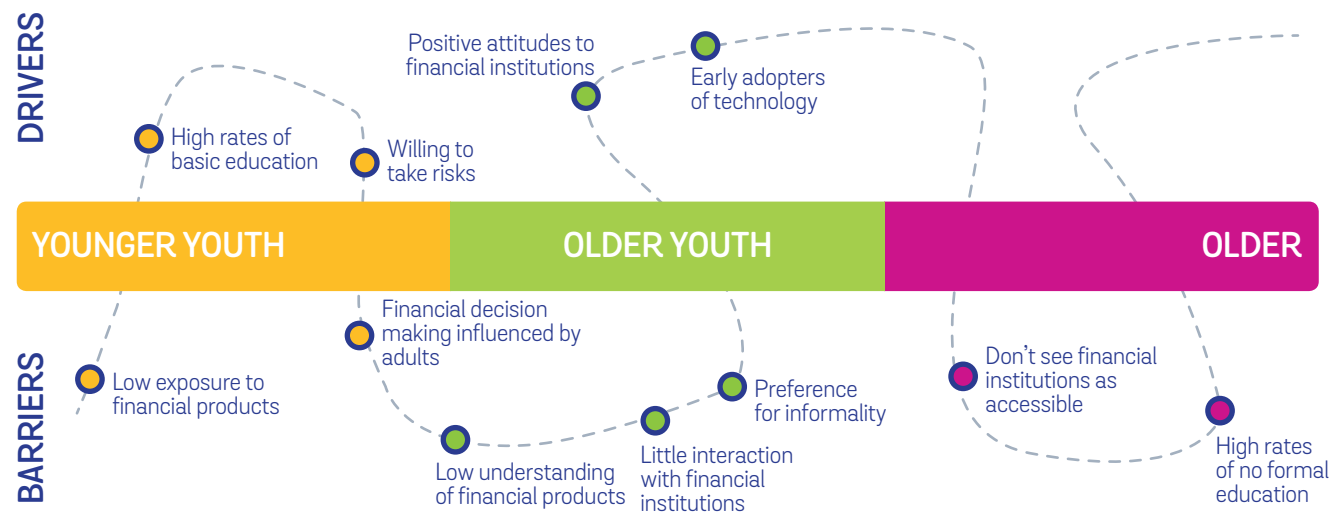 DRIVERS
Positive attitudes to
financial institutions
Early adopters
of technology
High rates of
basic education
Willing to
take risks
YOUNGER YOUTH
OLDER YOUTH
OLDER
BARRIERS
Low exposure to
financial products
Financial decision
making influenced by
adults
Low understanding
of financial products
Little interaction
with financial
institutions
Preference
for informality
Don't see financial
institutions as
accessible
High rates
of no formal
education